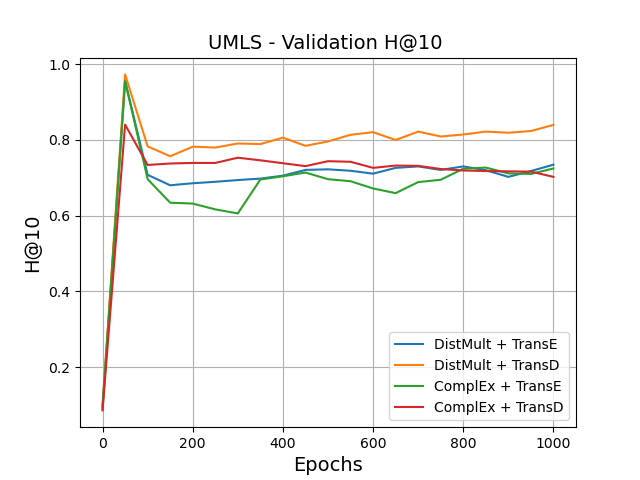 UMLS - Validation H@10
H@10
1.0
0.8
0.6
0.4
0.2
0
200
400
600
800
1000
Epochs
DistMult + TransE
DistMult + TransD
ComplEx + TransE
ComplEx + TransD